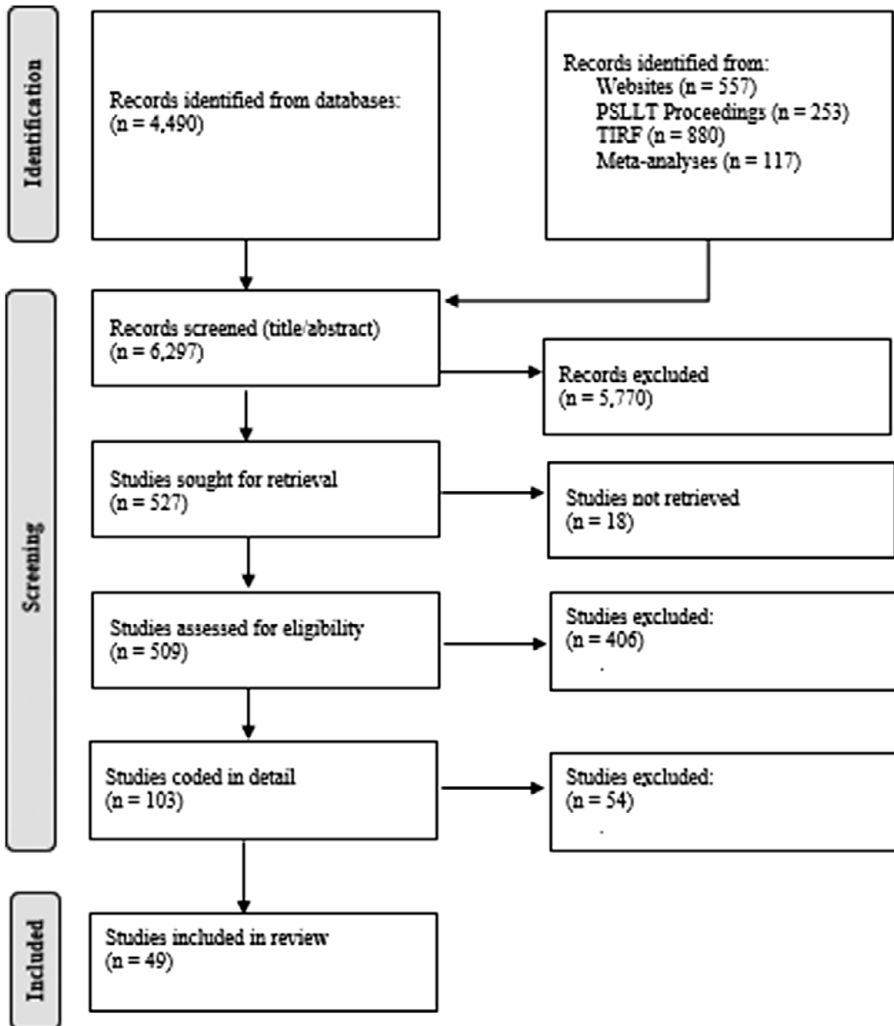 Identification
Records identified from databases:
(n = 4,490)
Records identified from:
Websites (n = 557)
PSLLT Proceedings (n = 253)
TIRF (n = 880)
Meta-analyses (n = 117)
Screening
Records screened (title/abstract)
(n = 6,297)
Records excluded
(n = 5,770)
Studies sought for retrieval
(n = 527)
Studies not retrieved
(n = 18)
Studies assessed for eligibility
(n = 509)
Studies excluded:
(n = 406)
.
Studies coded in detail
(n = 103)
Studies excluded:
(n = 54)
.
Included
Studies included in review
(n = 49)